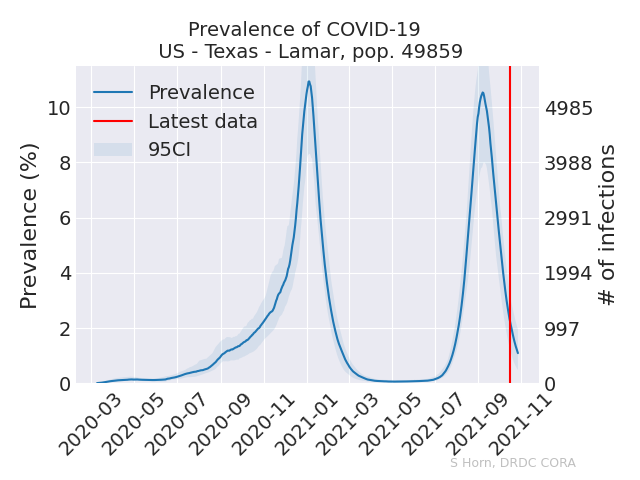 Prevalence of COVID-19
US - Texas - Lamar, pop. 49859
Prevalence
Latest data
95CI
Prevalence (%)
# of infections
10
8
6
4
2
0
4985
3988
2991
1994
997
0
2020-03
2020-05
2020-07
2020-09
2020-11
2021-01
2021-03
2021-05
2021-07
2021-09
2021-11
S Horn, DRDC CORA